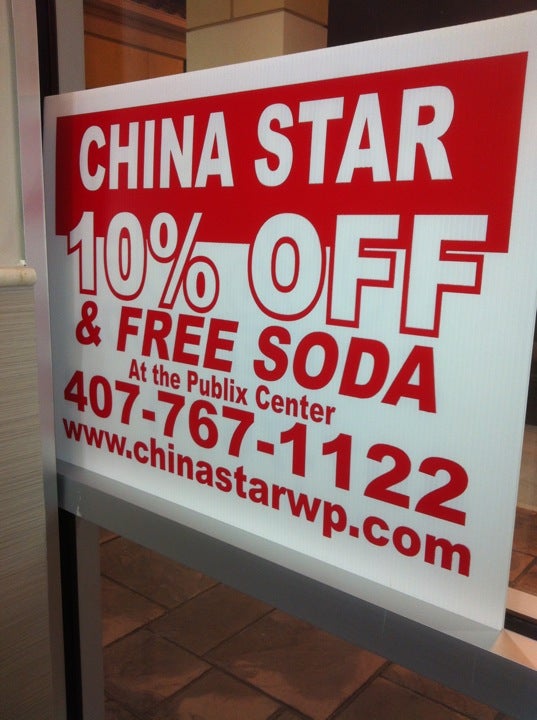 CHINA STAR
10% OFF
& FREE SODA
At the Publix Center
407-767-1122
www.chinastarwp.com